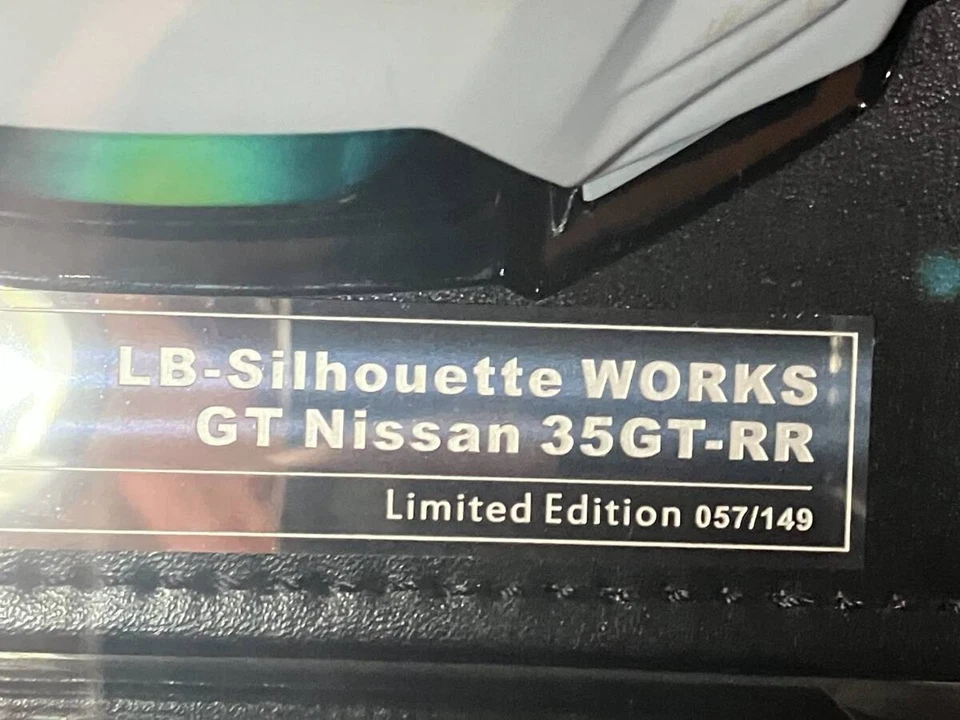 LB-Silhouette WORKS
GT Nissan 35GT-RR
Limited Edition 057/149